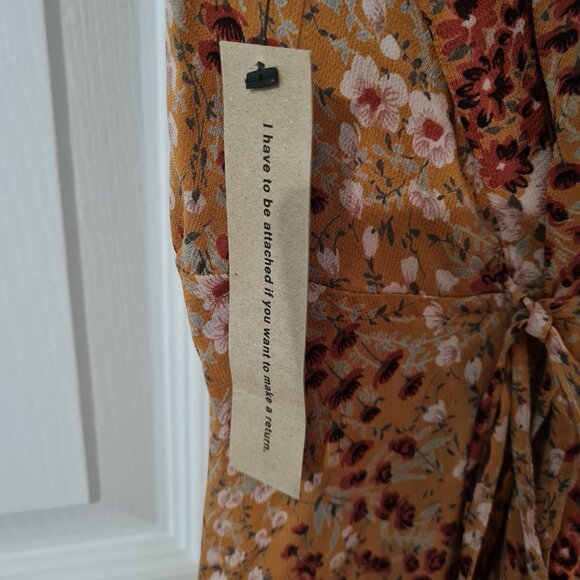 I have to be attached if you want to make a return.